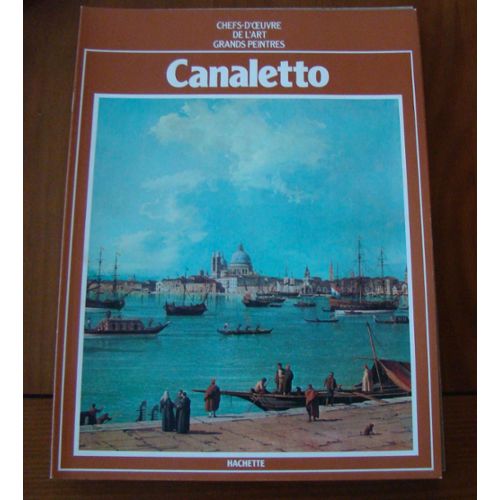 CHEFS-D'ŒUVRE
DE L'ART
GRANDS PEINTRES
Canaletto
HACHETTE